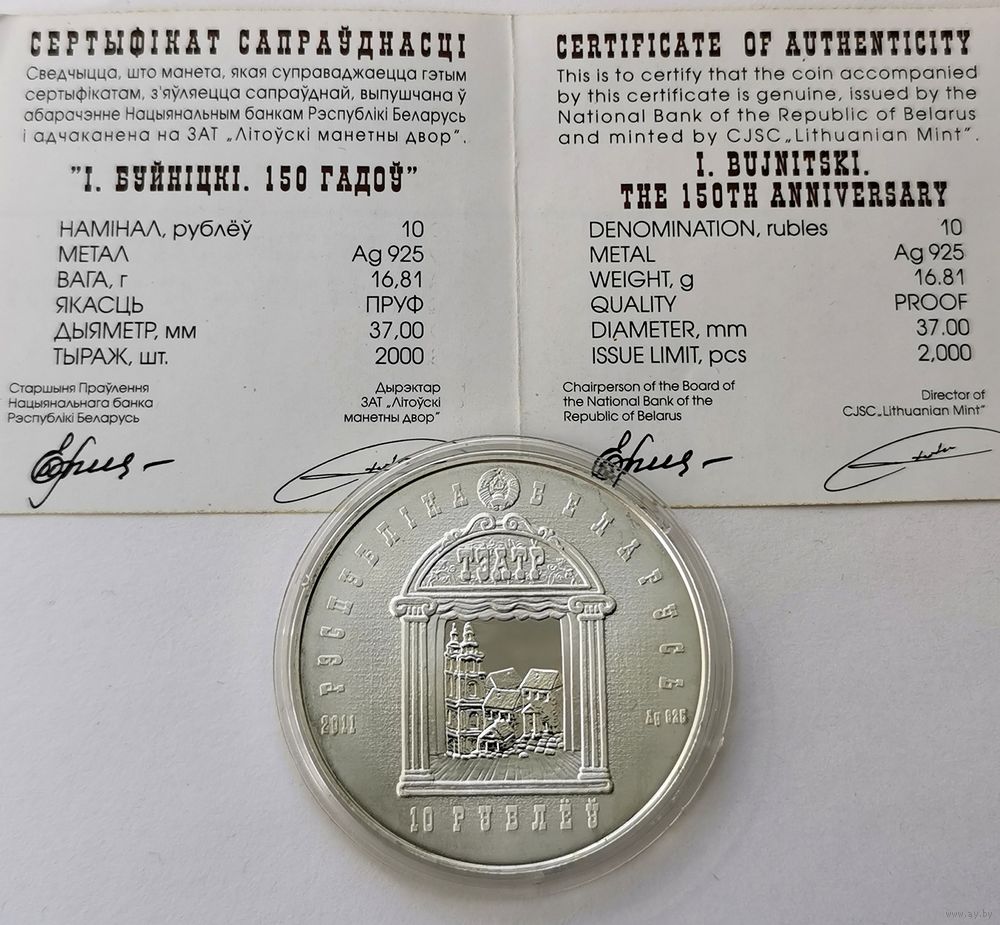 СЕРТЫФІКАТ САПРАЎДНАСЦІ
Сведчыцца, што манета, якая суправаджаецца гэтым
сертыфікатам, з'яўляецца сапраўднай, выпушчана ў
абарачэнне Нацыянальным банкам Рэспублікі Беларусь
і адчаканена на ЗАТ „Літоўскі манетны двор".
"І. БУЙНІЦКІ. 150 ГАДОЎ"
НАМІНАЛ, рублёў 10
МЕТАЛ Ag 925
ВАГА, г 16,81
ЯКАСЦЬ ПРУФ
ДЫЯМЕТР, мм 37,00
ТЫРАЖ, шт. 2000
Старшыня Праўлення
Нацыянальнага банка
Рэспублікі Беларусь
Дырэктар
ЗАТ „Літоўскі
манетны двор"
CERTIFICATE OF AUTHENTICITY
This is to certify that the coin accompanied
by this certificate is genuine, issued by the
National Bank of the Republic of Belarus
and minted by CJSC „Lithuanian Mint".
I. BUJNITSKI.
THE 150TH ANNIVERSARY
DENOMINATION, rubles 10
METAL Ag 925
WEIGHT, g 16.81
QUALITY PROOF
DIAMETER, mm 37.00
ISSUE LIMIT, pcs 2,000
Chairperson of the Board of
the National Bank of the
Republic of Belarus
Director of
CJSC „Lithuanian Mint"
РЭСПУБЛІКА БЕЛАРУСЬ
ТЭАТР
2011
Ag 925
10 РУБЛЁЎ
www.ay.by